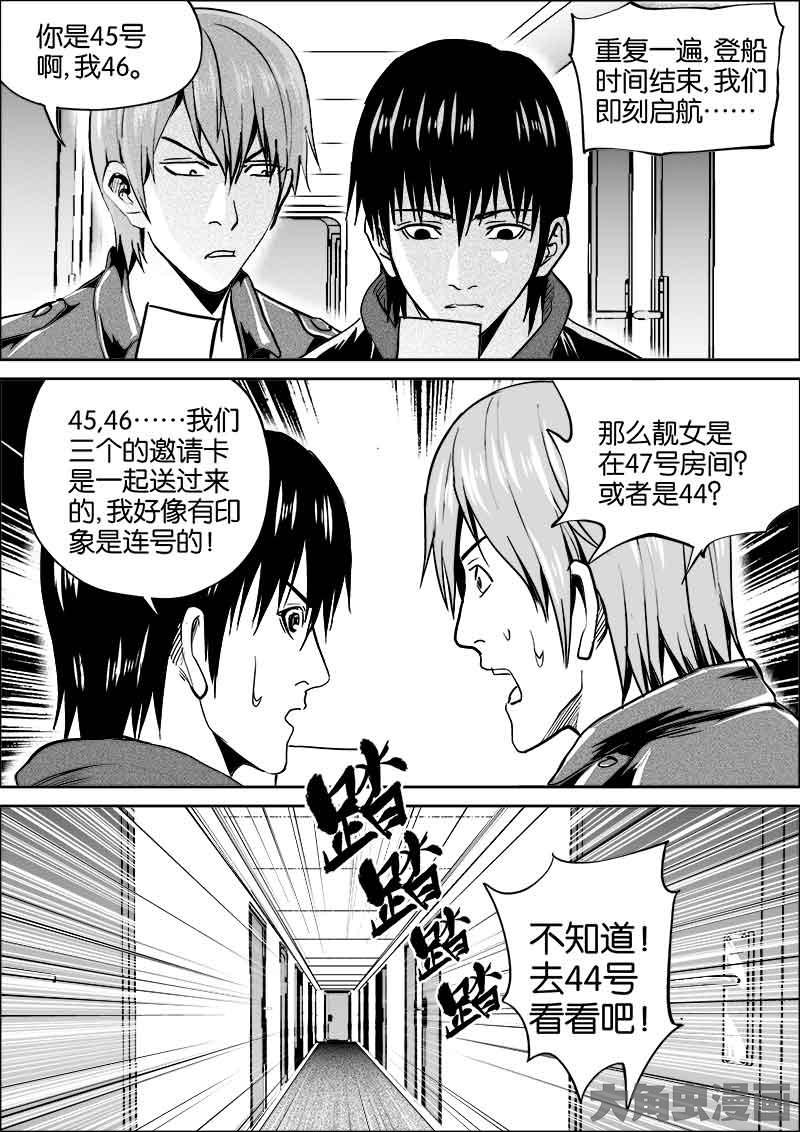 你是45号
啊,我46。
重复一遍,登船
时间结束,我们
即刻启航……
45,46……我们
三个的邀请卡
是一起送过来
的,我好像有印
象是连号的!
那么靓女是
在47号房间?
或者是44?
踏
踏
踏
踏
不知道!
去44号
看看吧!
大角虫漫画